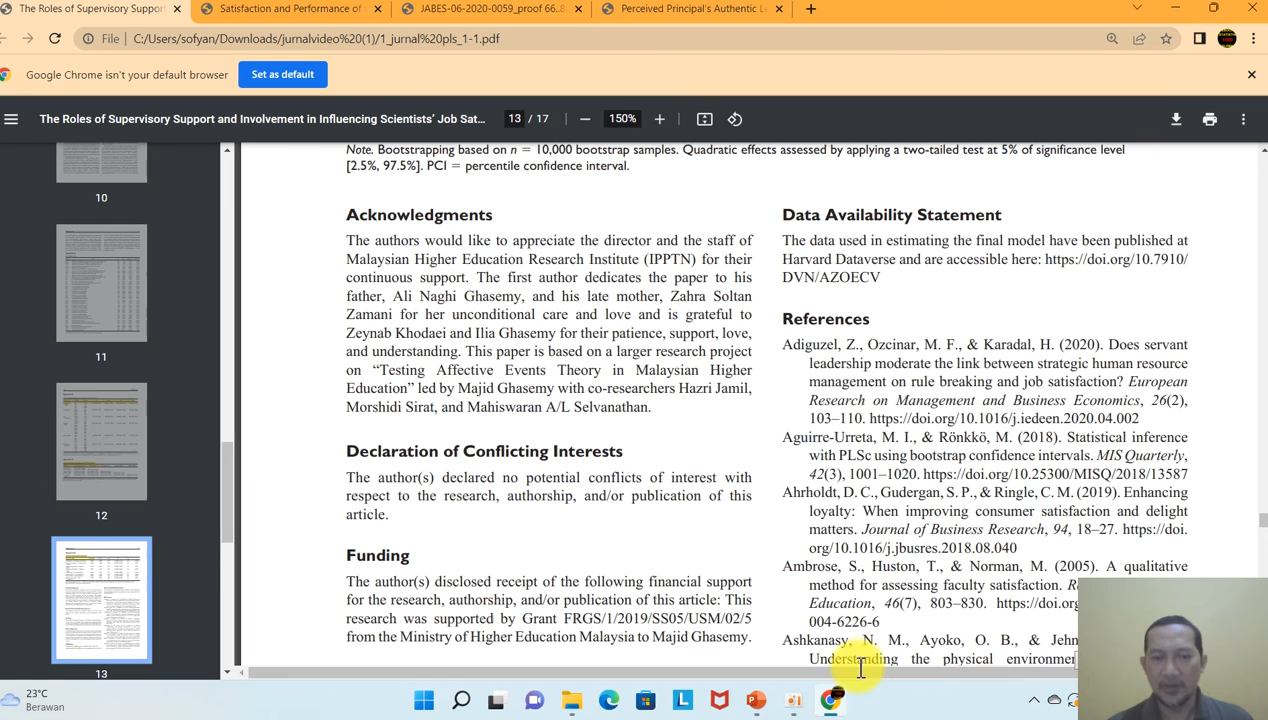 The Roles of Supervisory Suppor
Satisfaction and Performance of
JABES-06-2020-0059_proof 66..8
Perceived Principal's Authentic Le
File
C:/Users/sofyan/Downloads/jurnalvideo%20(1)/1_jurnal%20pls_1-1.pdf
Google Chrome isn't your default browser
Set as default
The Roles of Supervisory Support and Involvement in Influencing Scientists' Job Sat...
13 / 17
150%
10
11
12
13
Note. Bootstrapping based on n = 10,000 bootstrap samples. Quadratic effects assessed by applying a two-tailed test at 5% of significance level
[2.5%, 97.5%]. PCI = percentile confidence interval.
Acknowledgments
The authors would like to appreciate the director and the staff of
Malaysian Higher Education Research Institute (IPPTN) for their
continuous support. The first author dedicates the paper to his
father, Ali Naghi Ghasemy, and his late mother, Zahra Soltan
Zamani for her unconditional care and love and is grateful to
Zeynab Khodaei and Ilia Ghasemy for their patience, support, love,
and understanding. This paper is based on a larger research project
on “Testing Affective Events Theory in Malaysian Higher
Education” led by Majid Ghasemy with co-researchers Hazri Jamil,
Morshidi Sirat, and Mahiswaran A/L Selvanathan.
Declaration of Conflicting Interests
The author(s) declared no potential conflicts of interest with
respect to the research, authorship, and/or publication of this
article.
Funding
The author(s) disclosed receipt of the following financial support
for the research, authorship, and/or publication of this article: This
research was supported by Grant FRGS/1/2019/SS05/USM/02/5
from the Ministry of Higher Education Malaysia to Majid Ghasemy.
Data Availability Statement
The data used in estimating the final model have been published at
Harvard Dataverse and are accessible here: https://doi.org/10.7910/
DVN/AZOECV
References
Adiguzel, Z., Ozcinar, M. F., & Karadal, H. (2020). Does servant
leadership moderate the link between strategic human resource
management on rule breaking and job satisfaction? European
Research on Management and Business Economics, 26(2),
103–110. https://doi.org/10.1016/j.iedeen.2020.04.002
Aguirre-Urreta, M. I., & Rönkkö, M. (2018). Statistical inference
with PLSc using bootstrap confidence intervals. MIS Quarterly,
42(3), 1001–1020. https://doi.org/10.25300/MISQ/2018/13587
Ahrholdt, D. C., Gudergan, S. P., & Ringle, C. M. (2019). Enhancing
loyalty: When improving consumer satisfaction and delight
matters. Journal of Business Research, 94, 18–27. https://doi.
org/10.1016/j.jbusres.2018.08.040
Ambrose, S., Huston, T., & Norman, M. (2005). A qualitative
method for assessing faculty satisfaction.
Education, 46(7), 803–830. https://doi.org
004-6226-6
Ashkanasy, N. M., Ayoko, O. B., & Jehn
Understanding the physical environmen
23°C
Berawan